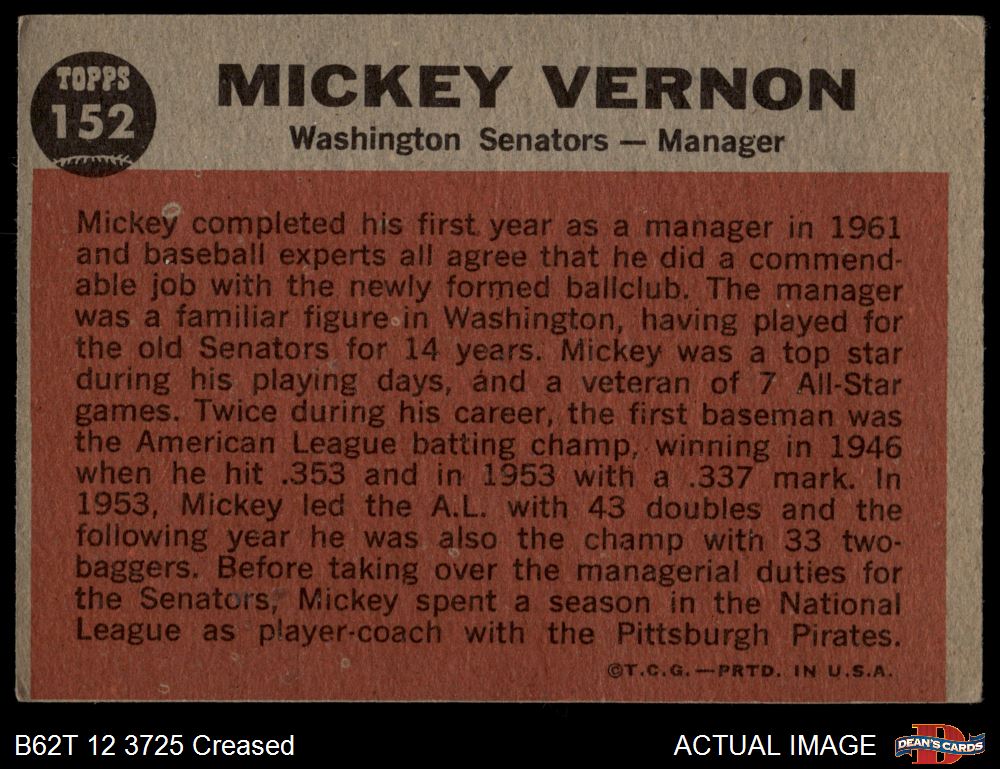 TOPPS
152
MICKEY VERNON
Washington Senators — Manager
Mickey completed his first year as a manager in 1961
and baseball experts all agree that he did a commend-
able job with the newly formed ballclub. The manager
was a familiar figure in Washington, having played for
the old Senators for 14 years. Mickey was a top star
during his playing days, and a veteran of 7 All-Star
games. Twice during his career, the first baseman was
the American League batting champ, winning in 1946
when he hit .353 and in 1953 with a .337 mark. In
1953, Mickey led the A.L. with 43 doubles and the
following year he was also the champ with 33 two-
baggers. Before taking over the managerial duties for
the Senators, Mickey spent a season in the National
League as player-coach with the Pittsburgh Pirates.
©T.C.G.—PRTD. IN U.S.A.
B62T 12 3725 Creased
ACTUAL IMAGE
D
DEAN'S CARDS